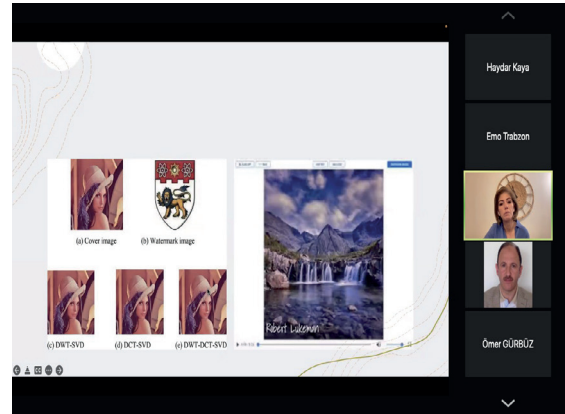 (a) Cover image
(b) Watermark image
(c) DWT-SVD
(d) DCT-SVD
(e) DWT-DCT-SVD
Robert Lukeman
Haydar Kaya
Emo Trabzon
Ömer GÜRBÜZ